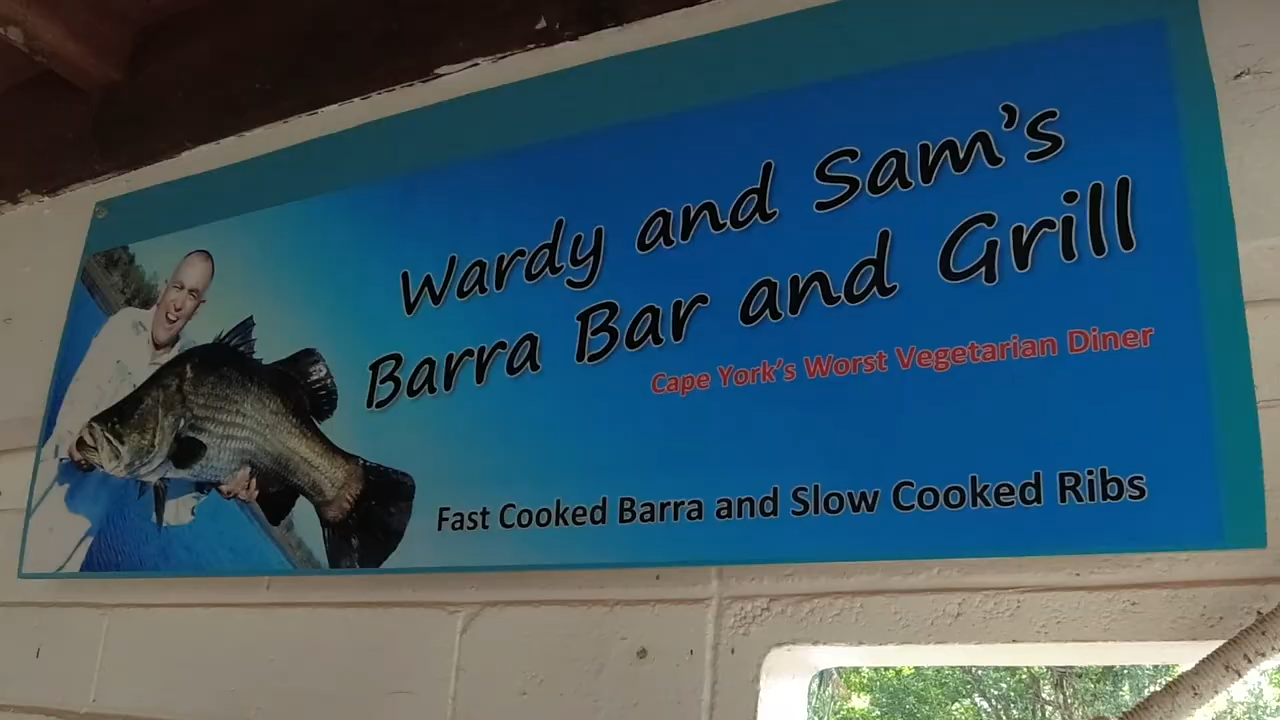 Wardy and Sam's
Barra Bar and Grill
Cape York's Worst Vegetarian Diner
Fast Cooked Barra and Slow Cooked Ribs